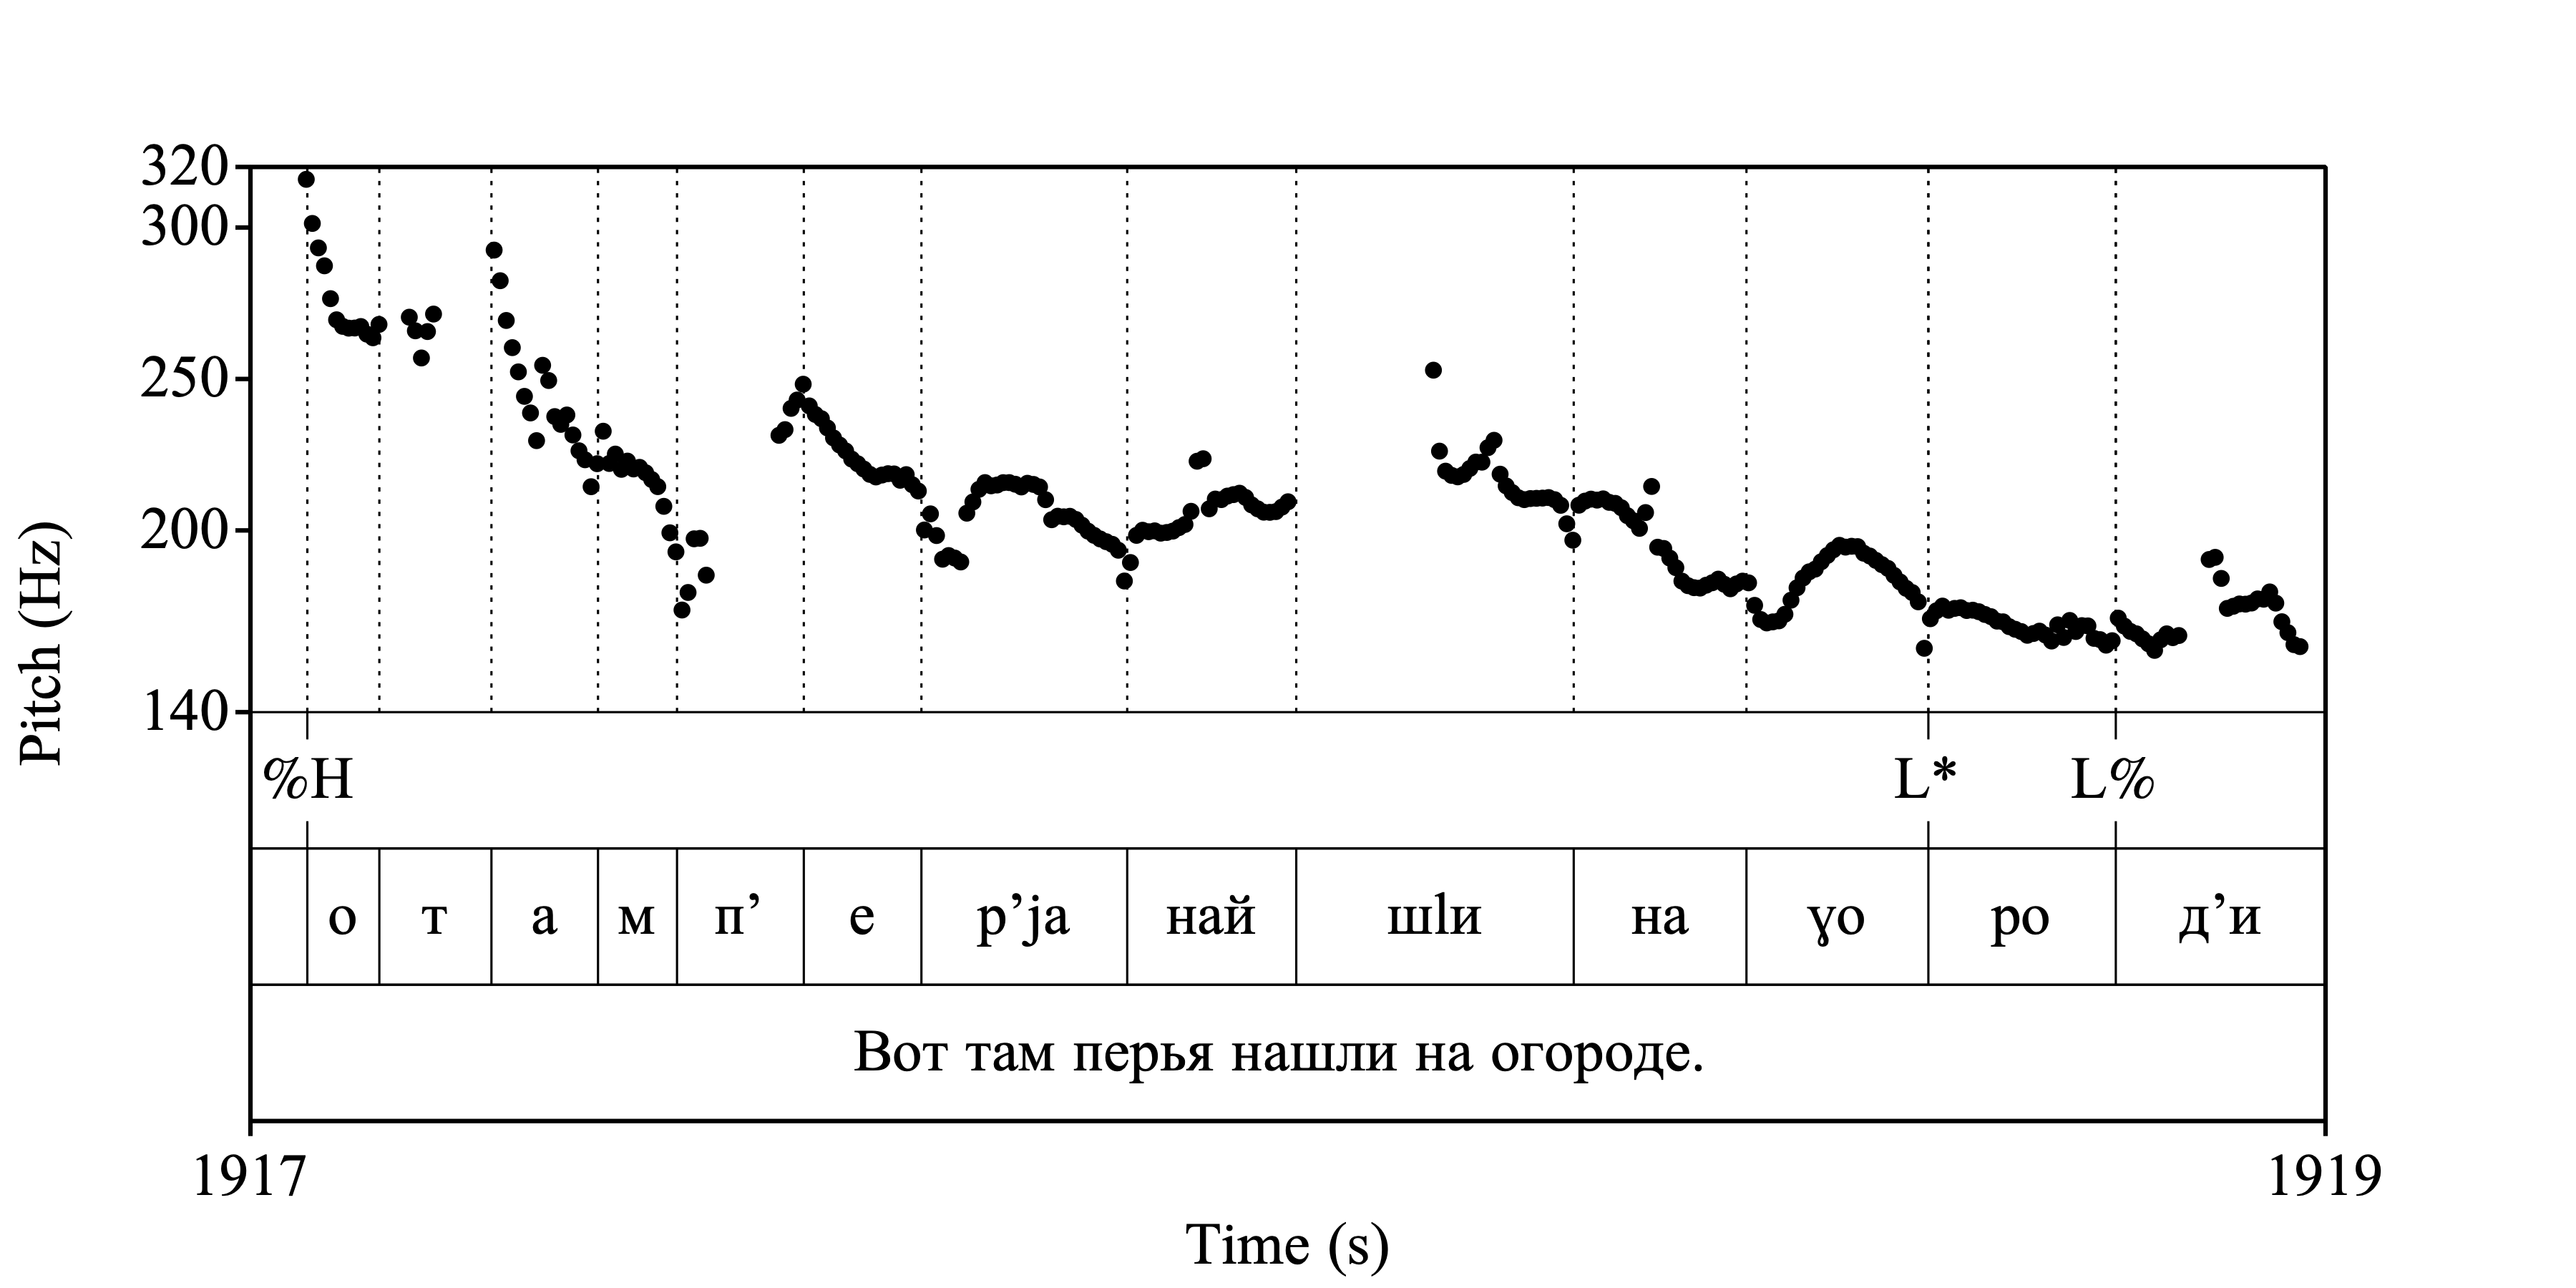 320
300
250
200
140
Pitch (Hz)
%H L* L%
о т а м п’ е р’ја най шlи на ɣо ро д’и
Вот там перья нашли на огороде.
1917 1919
Time (s)